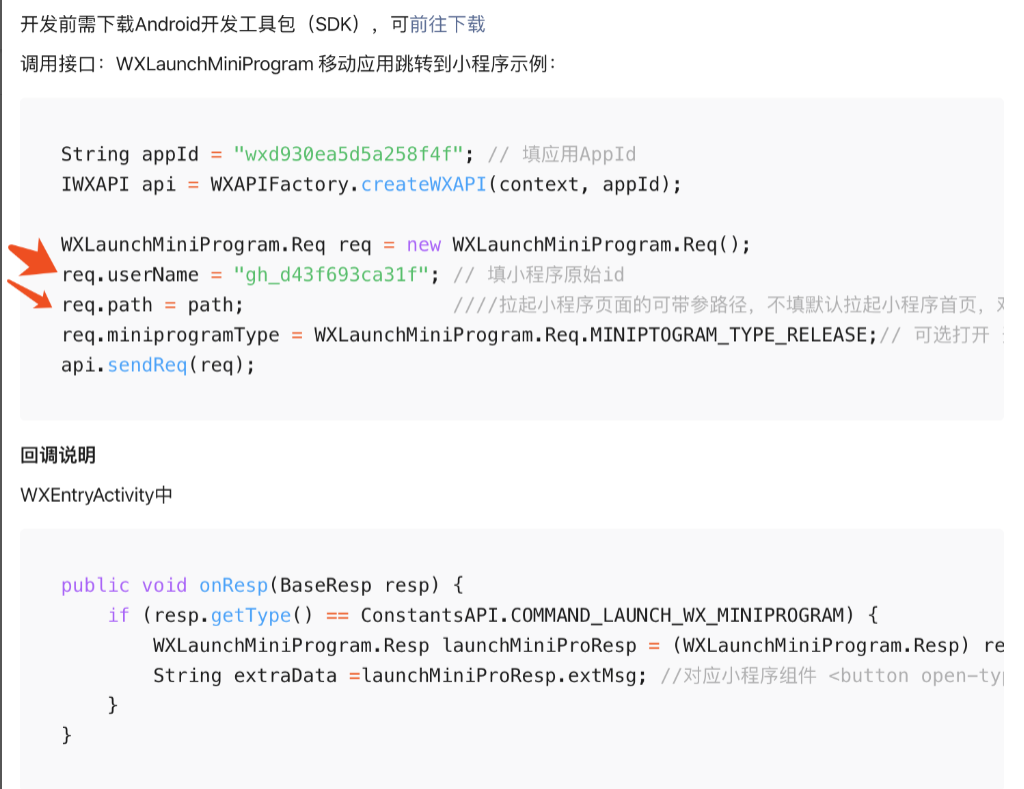 开发前需下载Android开发工具包（SDK），可前往下载
调用接口：WXLaunchMiniProgram 移动应用跳转到小程序示例：
String appId = "wxd930ea5d5a258f4f"; // 填应用AppId
IWXAPI api = WXAPIFactory.createWXAPI(context, appId);
WXLaunchMiniProgram.Req req = new WXLaunchMiniProgram.Req();
req.userName = "gh_d43f693ca31f"; // 填小程序原始id
req.path = path; ////拉起小程序页面的可带参路径，不填默认拉起小程序首页，
req.miniprogramType = WXLaunchMiniProgram.Req.MINIPTOGRAM_TYPE_RELEASE;// 可选打开
api.sendReq(req);
回调说明
WXEntryActivity中
public void onResp(BaseResp resp) {
if (resp.getType() == ConstantsAPI.COMMAND_LAUNCH_WX_MINIPROGRAM) {
WXLaunchMiniProgram.Resp launchMiniProResp = (WXLaunchMiniProgram.Resp) re
String extraData =launchMiniProResp.extMsg; //对应小程序组件 <button open-typ
}
}